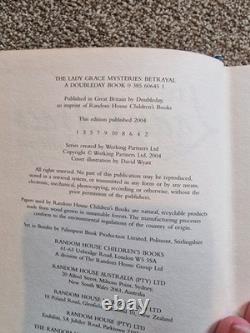 THE LADY GRACE MYSTERIES: BETRAYAL
A DOUBLEDAY BOOK 0 385 60645 1
Published in Great Britain by Doubleday,
an imprint of Random House Children's Books
This edition published 2004
1 3 5 7 9 10 8 6 4 2
Series created by Working Partners Ltd
Copyright © Working Partners Ltd, 2004
Cover illustration by David Wyatt
All rights reserved. No part of this publication may be reproduced,
stored in a retrieval system, or transmitted in any form or by any means,
electronic, mechanical, photocopying, recording or otherwise, without the
prior permission of the publishers.
Papers used by Random House Children's Books are natural, recyclable products
made from wood grown in sustainable forests. The manufacturing processes
conform to the environmental regulations of the country of origin.
Set in Bembo by Palimpsest Book Production Limited, Polmont, Stirlingshire
RANDOM HOUSE CHILDREN'S BOOKS
61–63 Uxbridge Road, London W5 5SA
A division of The Random House Group Ltd
RANDOM HOUSE AUSTRALIA (PTY) LTD
20 Alfred Street, Milsons Point, Sydney,
New South Wales 2061, Australia
RANDOM HOUSE NEW ZEALAND
18 Poland Road, Glenfield,
RANDOM HOUSE (PTY) LTD
Endulini, 5A Jubilee Road, Parktown
ebay